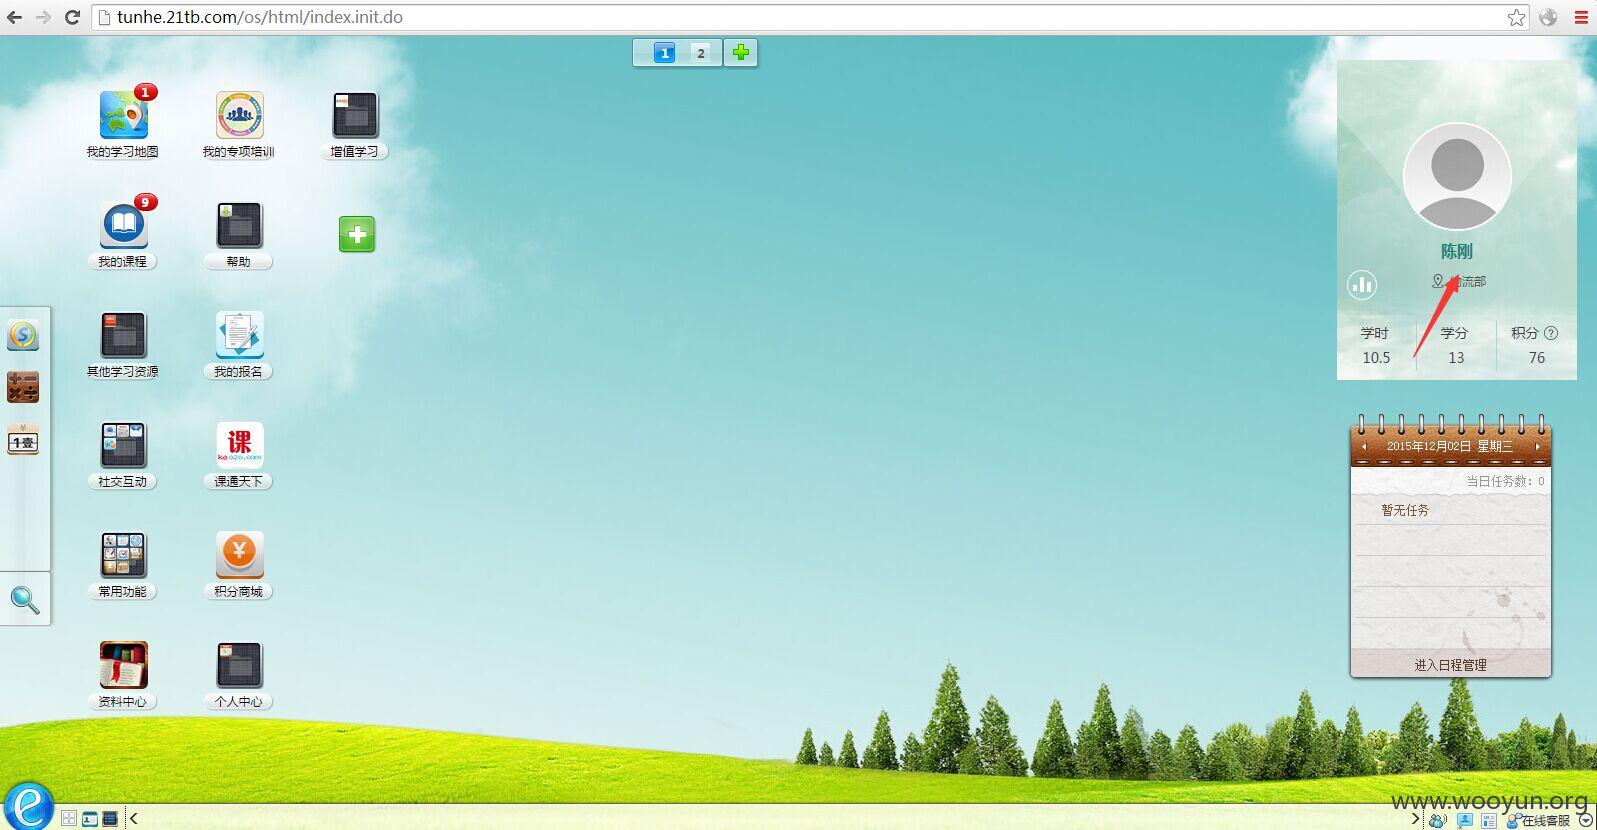 tunhe.21tb.com/os/html/index.init.do
1 2
1
我的学习地图 我的专项培训 增值学习
9
我的课程 帮助
其他学习资源 我的报名
社交互动 课 koozo.com 课通天下
常用功能 积分商城
资料中心 个人中心
1壹
陈刚
流部
学时 学分 积分 ?
10.5 13 76
2015年12月02日 星期三
当日任务数: 0
暂无任务
进入日程管理
www.wooyun.org
在线客服